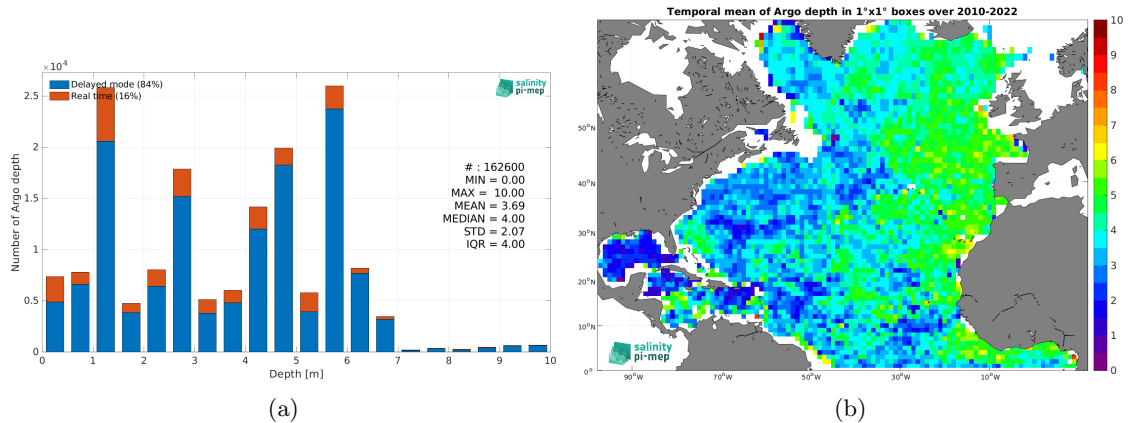 ×10⁴
Delayed mode (84%)
Real time (16%)
salinity
pi-mep
# : 162600
MIN = 0.00
MAX = 10.00
MEAN = 3.69
MEDIAN = 4.00
STD = 2.07
IQR = 4.00
Number of Argo depth
2.5
2
1.5
1
0.5
0
0 1 2 3 4 5 6 7 8 9 10
Depth [m]
(a)
Temporal mean of Argo depth in 1°x1° boxes over 2010-2022
50°N
40°N
30°N
20°N
10°N
0°
90°W 70°W 50°W 30°W 10°W
salinity
pi-mep
10
9
8
7
6
5
4
3
2
1
0
(b)